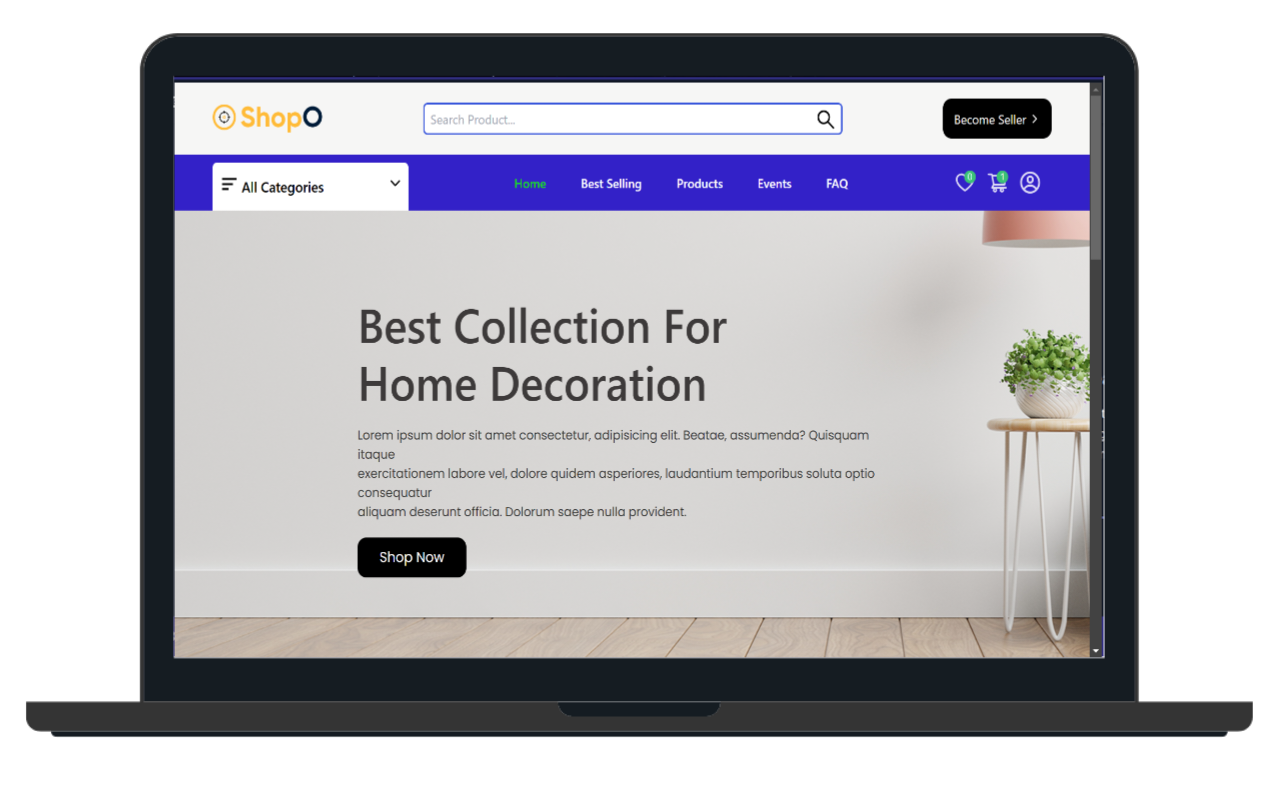 ShopO
Search Product...
Become Seller
All Categories
Home
Best Selling
Products
Events
FAQ
0
1
Best Collection For
Home Decoration
Lorem ipsum dolor sit amet consectetur, adipisicing elit. Beatae, assumenda? Quisquam
itaque
exercitationem labore vel, dolore quidem asperiores, laudantium temporibus soluta optio
consequatur
aliquam deserunt officia. Dolorum saepe nulla provident.
Shop Now